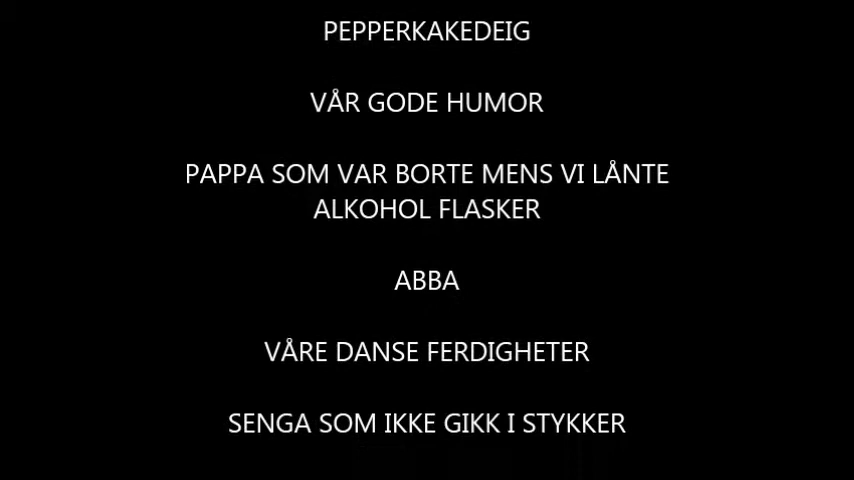 PEPPERKAKEDEIG
VÅR GODE HUMOR
PAPPA SOM VAR BORTE MENS VI LÅNTE
ALKOHOL FLASKER
ABBA
VÅRE DANSE FERDIGHETER
SENGA SOM IKKE GIKK I STYKKER